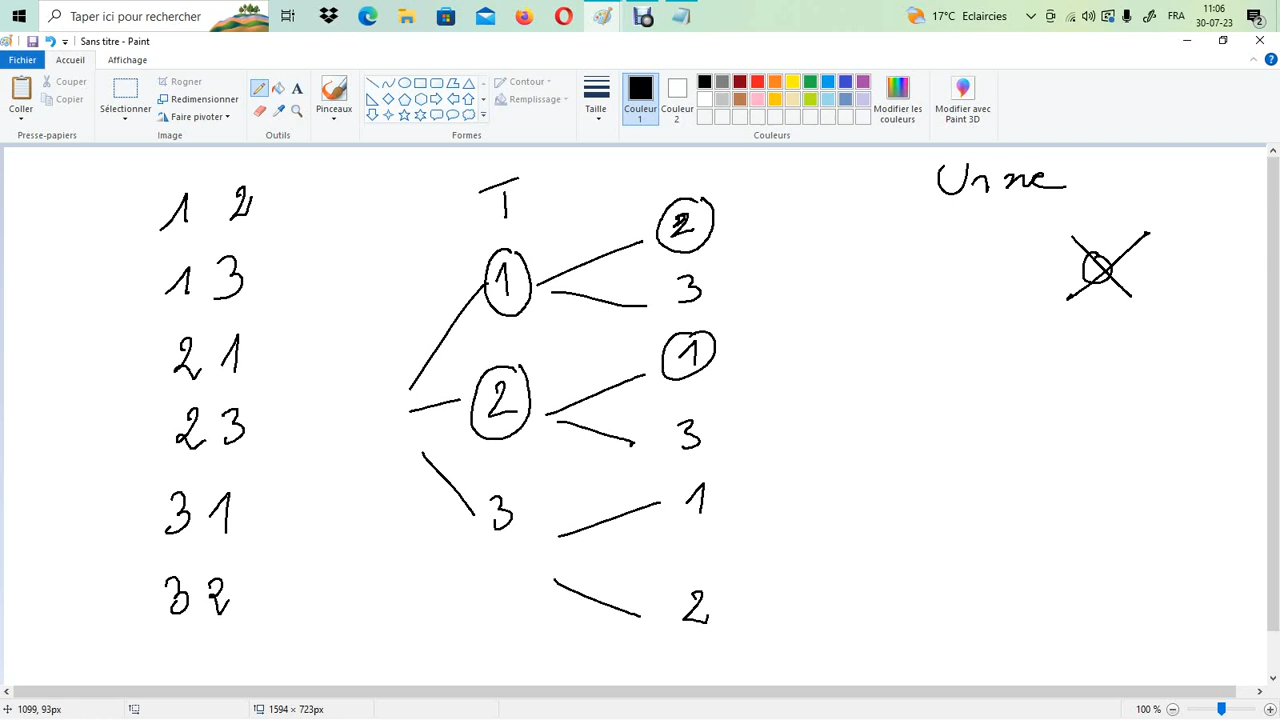 Taper ici pour rechercher
17°C Eclaircies
FRA
11:06
30-07-23
2
Sans titre - Paint
Fichier Accueil Affichage
Coller
Couper
Copier
Presse-papiers
Sélectionner
Rogner
Redimensionner
Faire pivoter
Image
A
Outils
Pinceaux
Contour
Remplissage
Formes
Taille
Couleur 1
Couleur 2
Modifier les couleurs
Couleurs
Modifier avec Paint 3D
Urne
T
1 2
1 3
2 1
2 3
3 1
3 2
1
2
3
2
3
1
3
1
2
1099, 93px
1594 × 723px
100 %